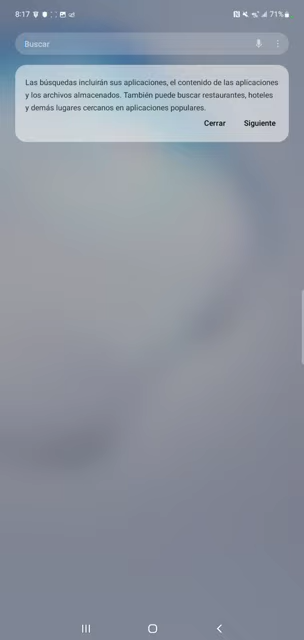 8:17
71%
Buscar
Las búsquedas incluirán sus aplicaciones, el contenido de las aplicaciones
y los archivos almacenados. También puede buscar restaurantes, hoteles
y demás lugares cercanos en aplicaciones populares.
Cerrar Siguiente